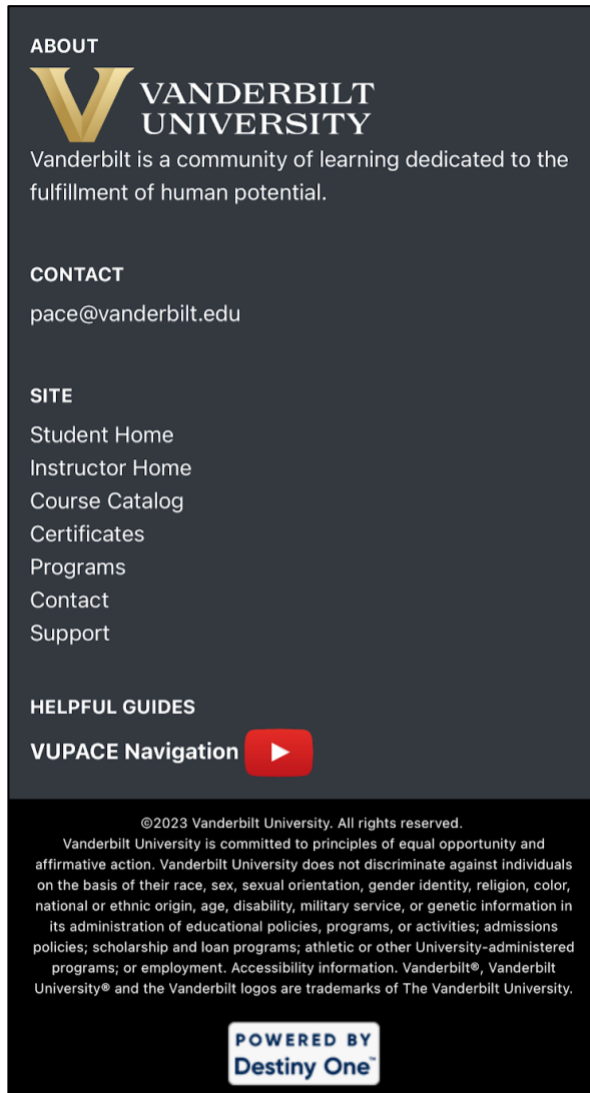 ABOUT
VANDERBILT
UNIVERSITY
Vanderbilt is a community of learning dedicated to the
fulfillment of human potential.
CONTACT
pace@vanderbilt.edu
SITE
Student Home
Instructor Home
Course Catalog
Certificates
Programs
Contact
Support
HELPFUL GUIDES
VUPACE Navigation
©2023 Vanderbilt University. All rights reserved.
Vanderbilt University is committed to principles of equal opportunity and
affirmative action. Vanderbilt University does not discriminate against individuals
on the basis of their race, sex, sexual orientation, gender identity, religion, color,
national or ethnic origin, age, disability, military service, or genetic information in
its administration of educational policies, programs, or activities; admissions
policies; scholarship and loan programs; athletic or other University-administered
programs; or employment. Accessibility information. Vanderbilt®, Vanderbilt
University® and the Vanderbilt logos are trademarks of The Vanderbilt University.
POWERED BY
Destiny One™